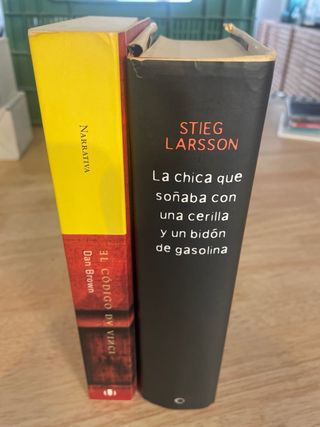 NARRATIVA
EL CÓDIGO DA VINCI
Dan Brown
STIEG
LARSSON
La chica que
soñaba con
una cerilla
y un bidón
de gasolina